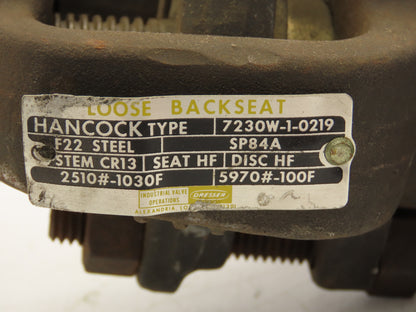 LOOSE BACKSEAT
HANCOCK TYPE 7230W-1-0219
F22 STEEL SP84A
STEM CR13 SEAT HF DISC HF
2510#-1030F 5970#-100F
INDUSTRIAL VALVE
OPERATIONS
DRESSER
ALEXANDRIA,